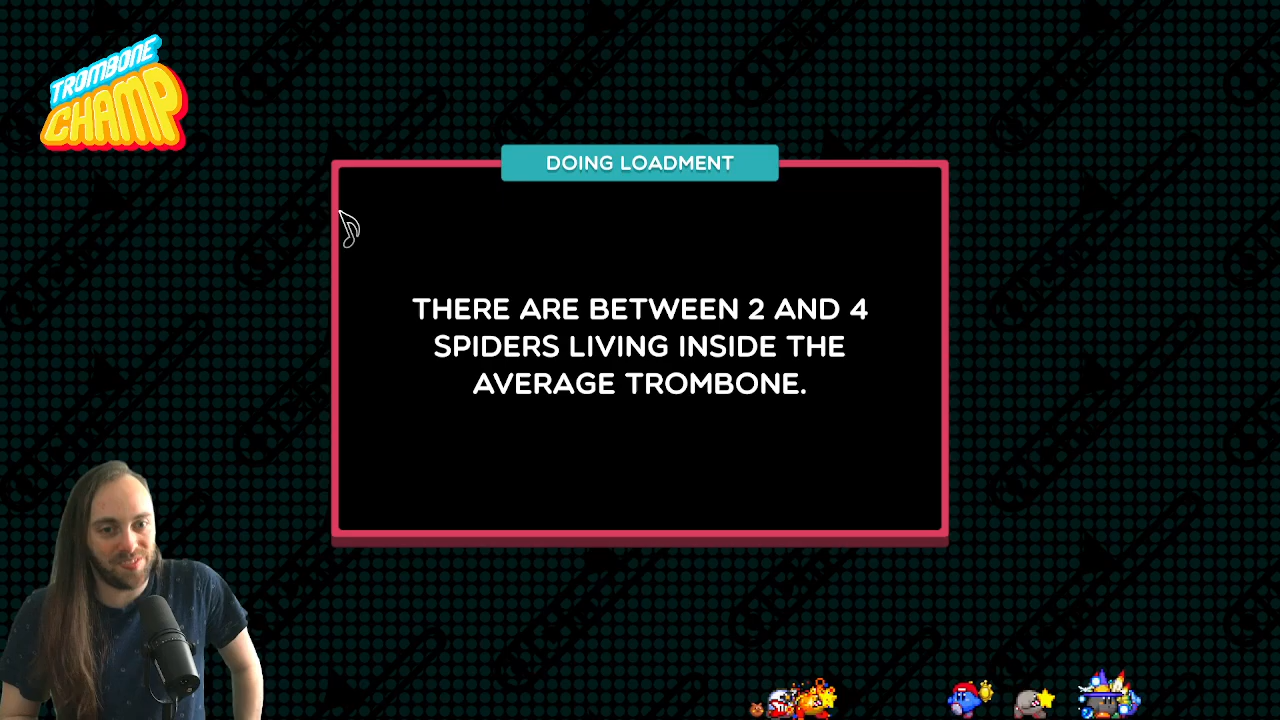 TROMBONE
CHAMP
DOING LOADMENT
THERE ARE BETWEEN 2 AND 4
SPIDERS LIVING INSIDE THE
AVERAGE TROMBONE.